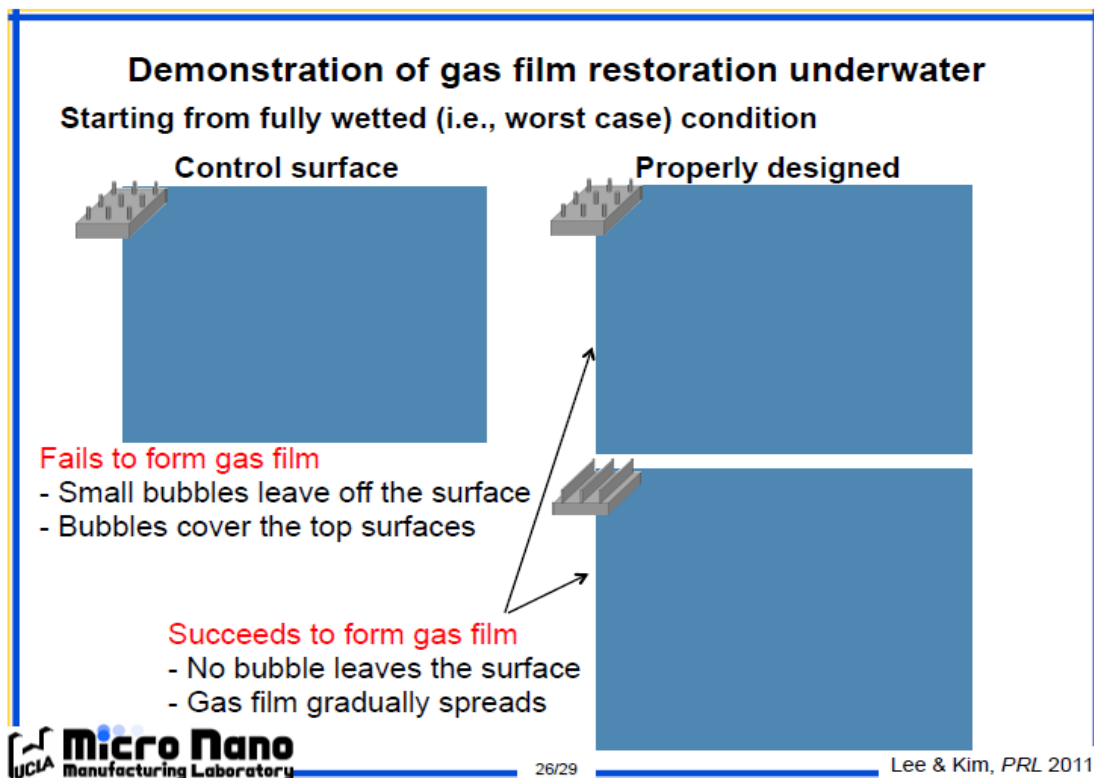 Demonstration of gas film restoration underwater
Starting from fully wetted (i.e., worst case) condition
Control surface
Properly designed
Fails to form gas film
- Small bubbles leave off the surface
- Bubbles cover the top surfaces
Succeeds to form gas film
- No bubble leaves the surface
- Gas film gradually spreads
UCLA
Micro Nano
Manufacturing Laboratory
26/29
Lee & Kim, PRL 2011